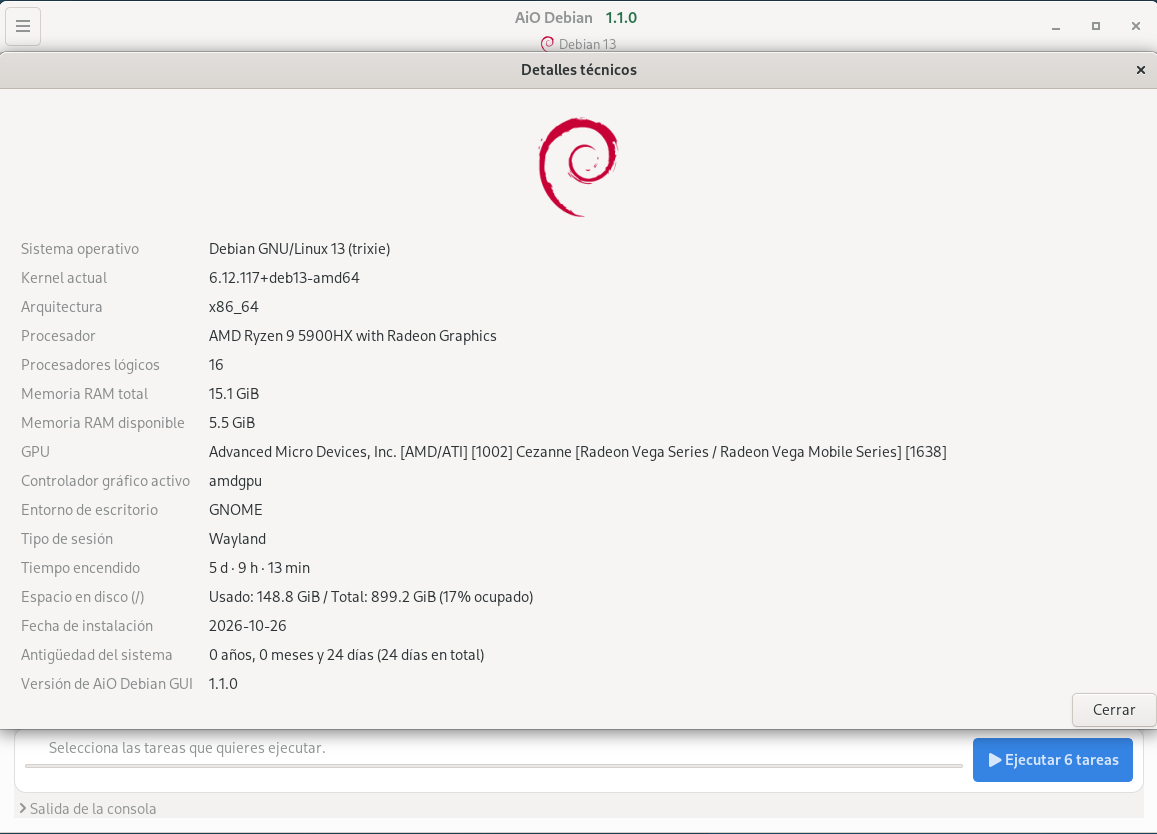 AiO Debian 1.1.0
Debian 13
Detalles técnicos
Sistema operativo Debian GNU/Linux 13 (trixie)
Kernel actual 6.12.117+deb13-amd64
Arquitectura x86_64
Procesador AMD Ryzen 9 5900HX with Radeon Graphics
Procesadores lógicos 16
Memoria RAM total 15.1 GiB
Memoria RAM disponible 5.5 GiB
GPU Advanced Micro Devices, Inc. [AMD/ATI] [1002] Cezanne [Radeon Vega Series / Radeon Vega Mobile Series] [1638]
Controlador gráfico activo amdgpu
Entorno de escritorio GNOME
Tipo de sesión Wayland
Tiempo encendido 5 d · 9 h · 13 min
Espacio en disco (/) Usado: 148.8 GiB / Total: 899.2 GiB (17% ocupado)
Fecha de instalación 2026-10-26
Antigüedad del sistema 0 años, 0 meses y 24 días (24 días en total)
Versión de AiO Debian GUI 1.1.0
Cerrar
Selecciona las tareas que quieres ejecutar.
Ejecutar 6 tareas
Salida de la consola